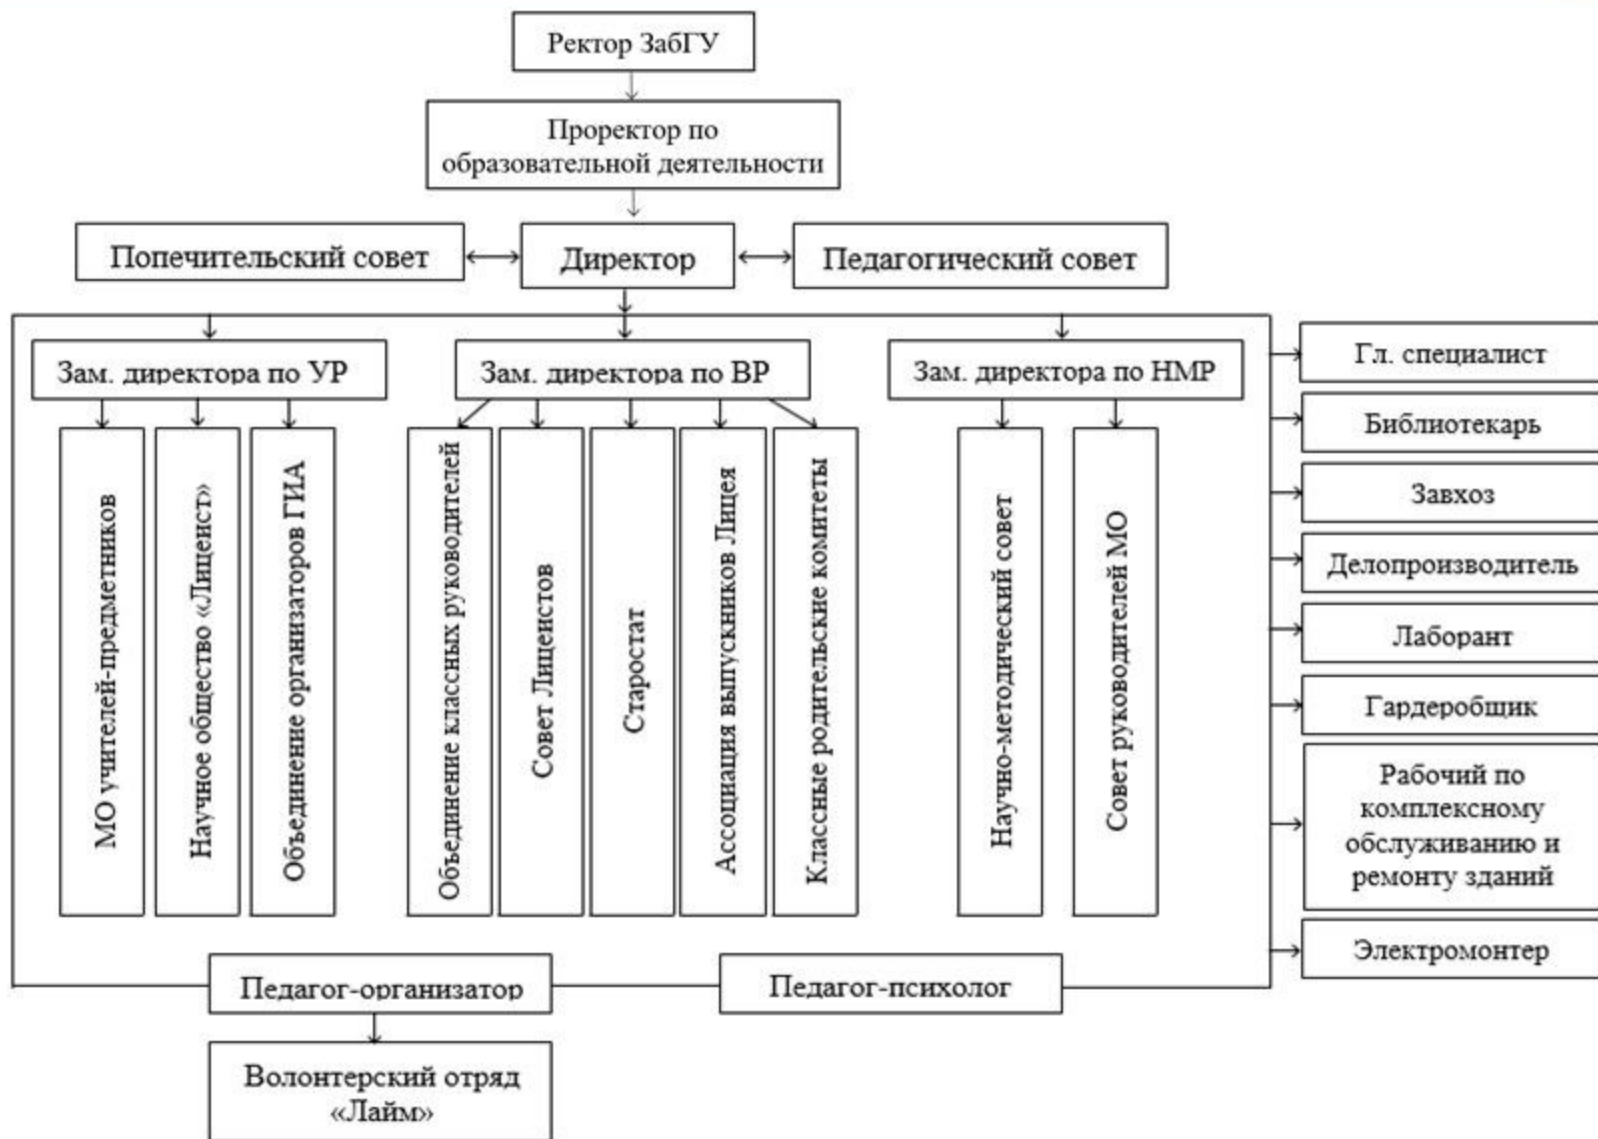 Ректор ЗабГУ
Проректор по
образовательной деятельности
Попечительский совет
Директор
Педагогический совет
Зам. директора по УР
Зам. директора по ВР
Зам. директора по НМР
МО учителей-предметников
Научное общество «Лицеист»
Объединение организаторов ГИА
Объединение классных руководителей
Совет Лицеистов
Старостат
Ассоциация выпускников Лицея
Классные родительские комитеты
Научно-методический совет
Совет руководителей МО
Гл. специалист
Библиотекарь
Завхоз
Делопроизводитель
Лаборант
Гардеробщик
Рабочий по
комплексному
обслуживанию и
ремонту зданий
Электромонтер
Педагог-организатор
Педагог-психолог
Волонтерский отряд
«Лайм»